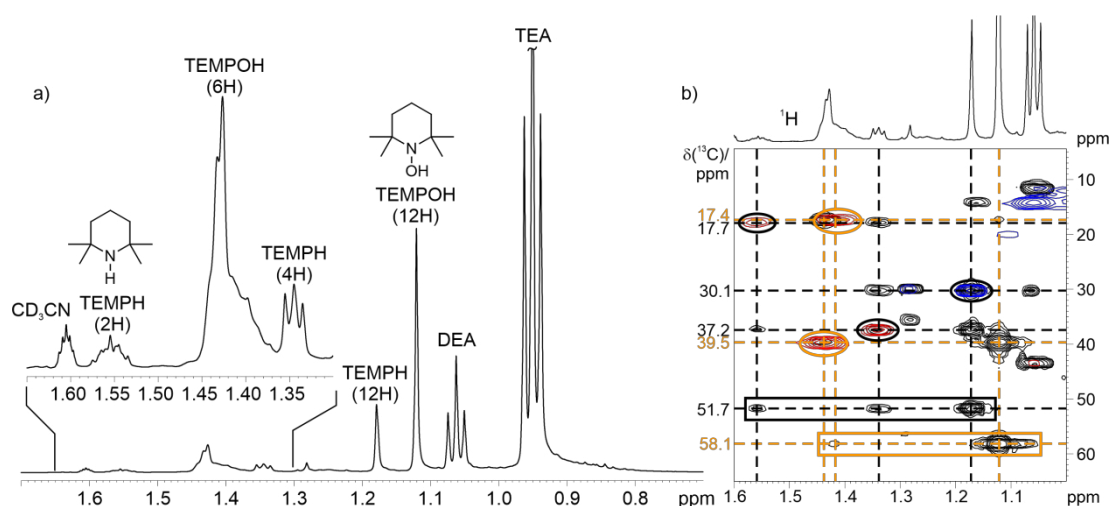 a)
TEMPOH
(6H)
TEA
N
H
CD3CN
TEMPH
(2H)
TEMPH
(4H)
N
OH
TEMPOH
(12H)
DEA
TEMPH
(12H)
1.60 1.55 1.50 1.45 1.40 1.35
1.6 1.5 1.4 1.3 1.2 1.1 1.0 0.9 0.8 ppm
b)
1H
ppm
δ(13C)/
ppm
17.4
17.7
30.1
37.2
39.5
51.7
58.1
10
20
30
40
50
60
1.6 1.5 1.4 1.3 1.2 1.1 ppm